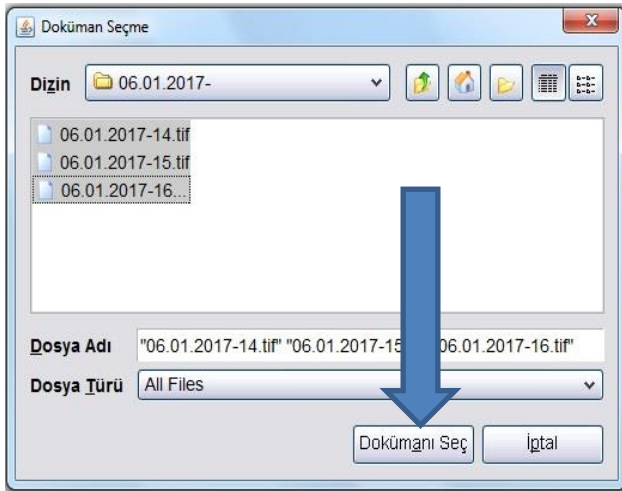 Doküman Seçme
Dizin 06.01.2017-
06.01.2017-14.tif
06.01.2017-15.tif
06.01.2017-16...
Dosya Adı "06.01.2017-14.tif" "06.01.2017-15 06.01.2017-16.tif"
Dosya Türü All Files
Dokümanı Seç İptal